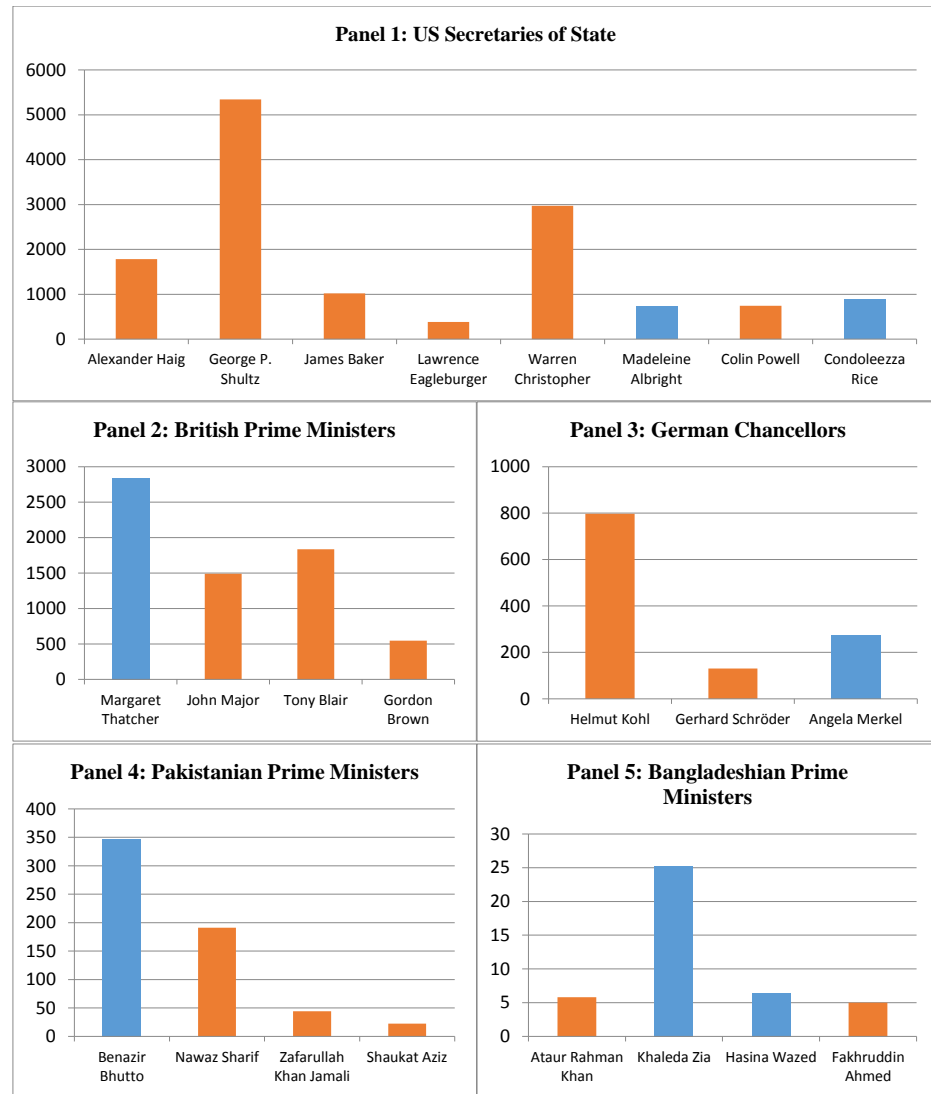 Panel 1: US Secretaries of State
6000
5000
4000
3000
2000
1000
0
Alexander Haig
George P.
Shultz
James Baker
Lawrence
Eagleburger
Warren
Christopher
Madeleine
Albright
Colin Powell
Condoleezza
Rice
Panel 2: British Prime Ministers
3000
2500
2000
1500
1000
500
0
Margaret
Thatcher
John Major
Tony Blair
Gordon
Brown
Panel 3: German Chancellors
1000
800
600
400
200
0
Helmut Kohl
Gerhard Schröder
Angela Merkel
Panel 4: Pakistanian Prime Ministers
400
350
300
250
200
150
100
50
0
Benazir
Bhutto
Nawaz Sharif
Zafarullah
Khan Jamali
Shaukat Aziz
Panel 5: Bangladeshian Prime
Ministers
30
25
20
15
10
5
0
Ataur Rahman
Khan
Khaleda Zia
Hasina Wazed
Fakhruddin
Ahmed